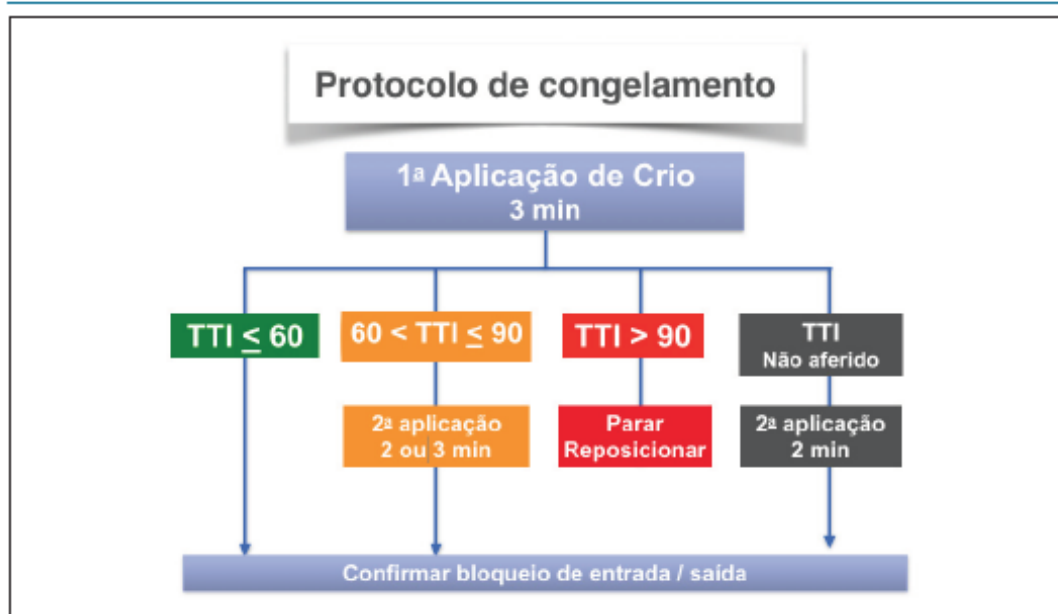 Protocolo de congelamento
1ª Aplicação de Crio
3 min
TTI ≤ 60
60 < TTI ≤ 90
TTI > 90
TTI
Não aferido
2ª aplicação
2 ou 3 min
Parar
Reposicionar
2ª aplicação
2 min
Confirmar bloqueio de entrada / saída